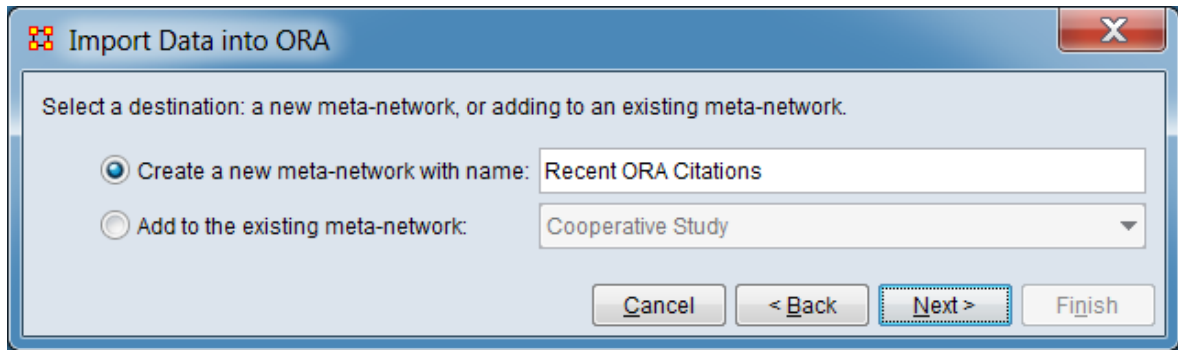 Import Data into ORA
Select a destination: a new meta-network, or adding to an existing meta-network.
Create a new meta-network with name: Recent ORA Citations
Add to the existing meta-network: Cooperative Study
Cancel < Back Next > Finish